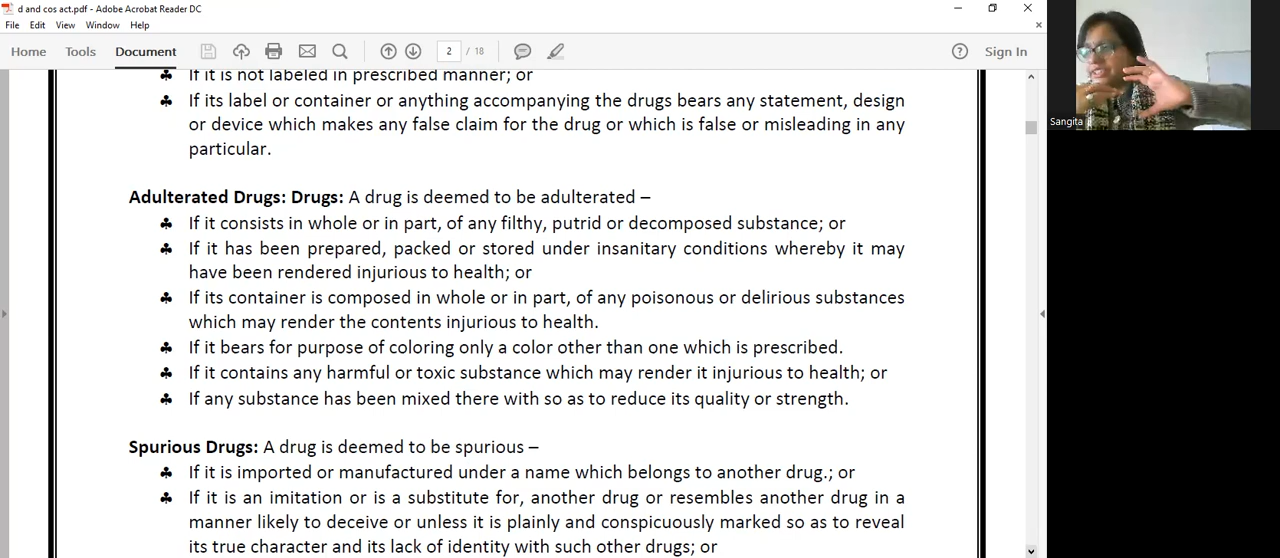 d and cos act.pdf - Adobe Acrobat Reader DC
File Edit View Window Help
Home Tools Document 2 / 18 Sign In
♣ If it is not labeled in prescribed manner; or
♣ If its label or container or anything accompanying the drugs bears any statement, design
or device which makes any false claim for the drug or which is false or misleading in any
particular.
Adulterated Drugs: Drugs: A drug is deemed to be adulterated –
♣ If it consists in whole or in part, of any filthy, putrid or decomposed substance; or
♣ If it has been prepared, packed or stored under insanitary conditions whereby it may
have been rendered injurious to health; or
♣ If its container is composed in whole or in part, of any poisonous or delirious substances
which may render the contents injurious to health.
♣ If it bears for purpose of coloring only a color other than one which is prescribed.
♣ If it contains any harmful or toxic substance which may render it injurious to health; or
♣ If any substance has been mixed there with so as to reduce its quality or strength.
Spurious Drugs: A drug is deemed to be spurious –
♣ If it is imported or manufactured under a name which belongs to another drug.; or
♣ If it is an imitation or is a substitute for, another drug or resembles another drug in a
manner likely to deceive or unless it is plainly and conspicuously marked so as to reveal
its true character and its lack of identity with such other drugs; or
Sangita